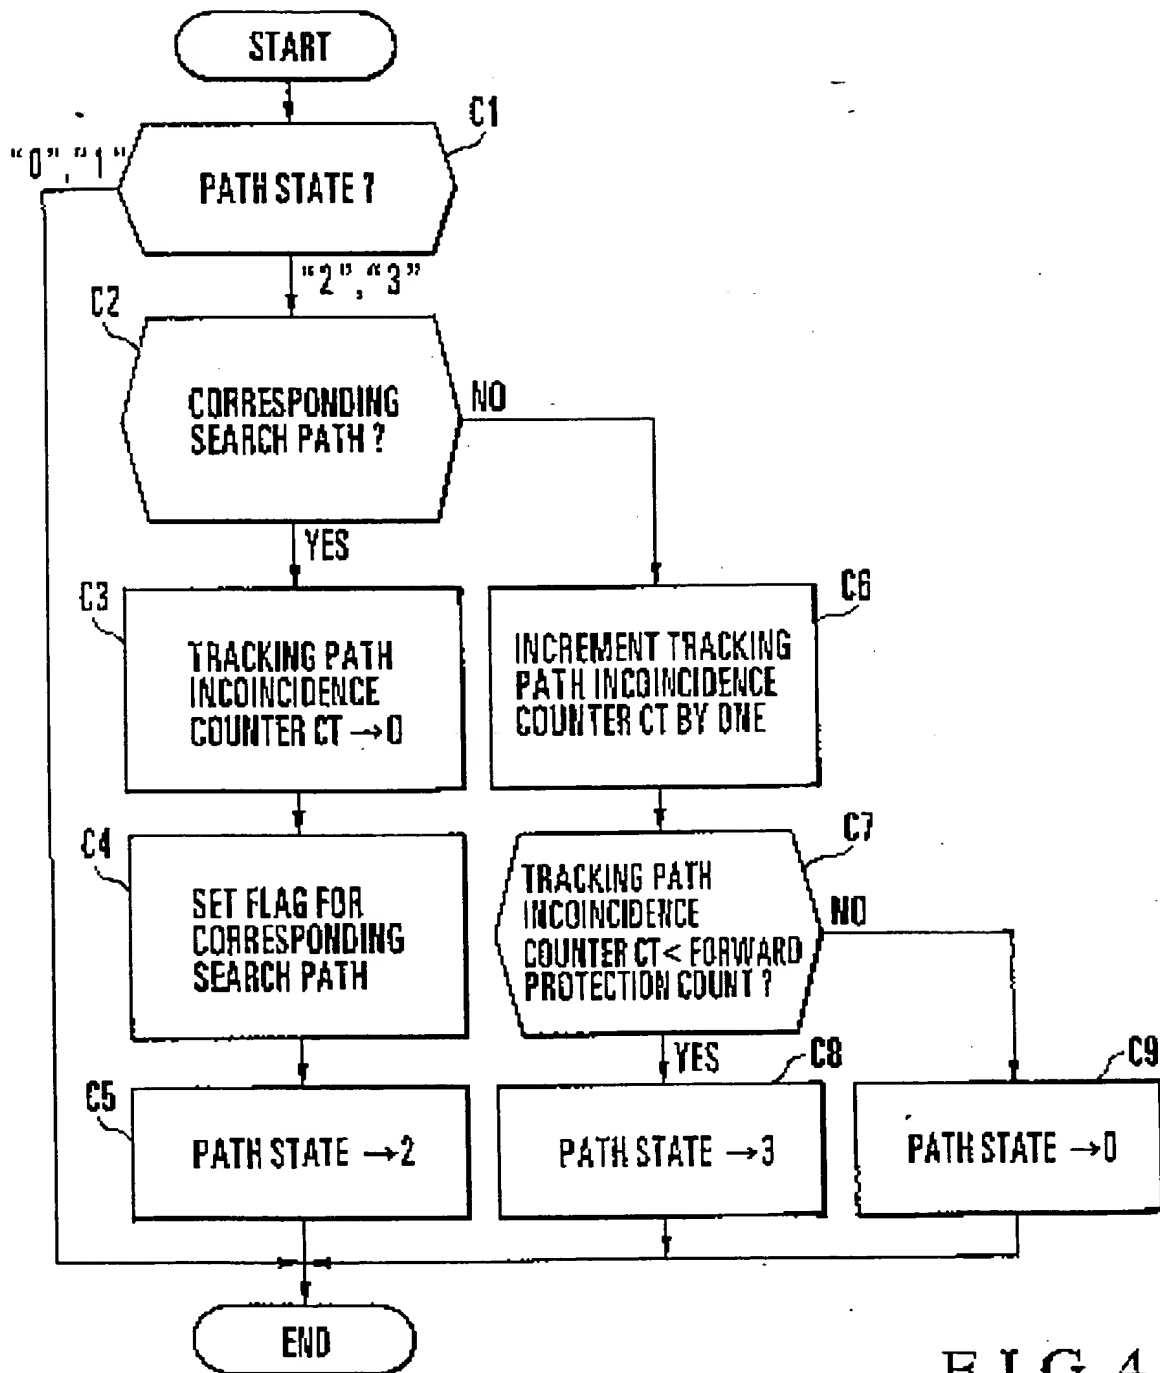 START
C1
"0","1"
PATH STATE ?
"2","3"
C2
CORRESPONDING
SEARCH PATH ?
NO
YES
C3
TRACKING PATH
INCOINCIDENCE
COUNTER CT →0
C6
INCREMENT TRACKING
PATH INCOINCIDENCE
COUNTER CT BY ONE
C4
SET FLAG FOR
CORRESPONDING
SEARCH PATH
C7
TRACKING PATH
INCOINCIDENCE
COUNTER CT < FORWARD
PROTECTION COUNT ?
NO
YES
C5
PATH STATE →2
C8
PATH STATE →3
C9
PATH STATE →0
END
FIG.4